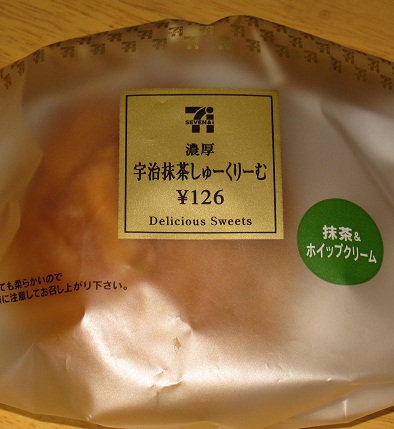 SEVEN&i
濃厚
宇治抹茶しゅーくりーむ
¥126
Delicious Sweets
抹茶&
ホイップクリーム
ても柔らかいので
に注意してお召し上がり下さい。